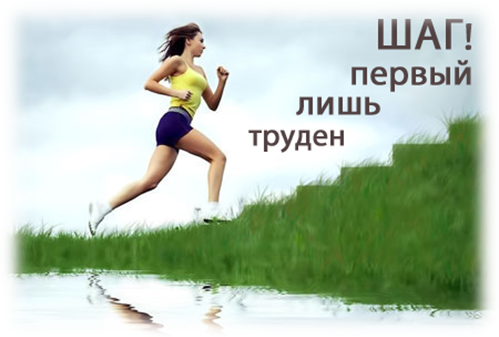 ШАГ!
первый
лишь
труден